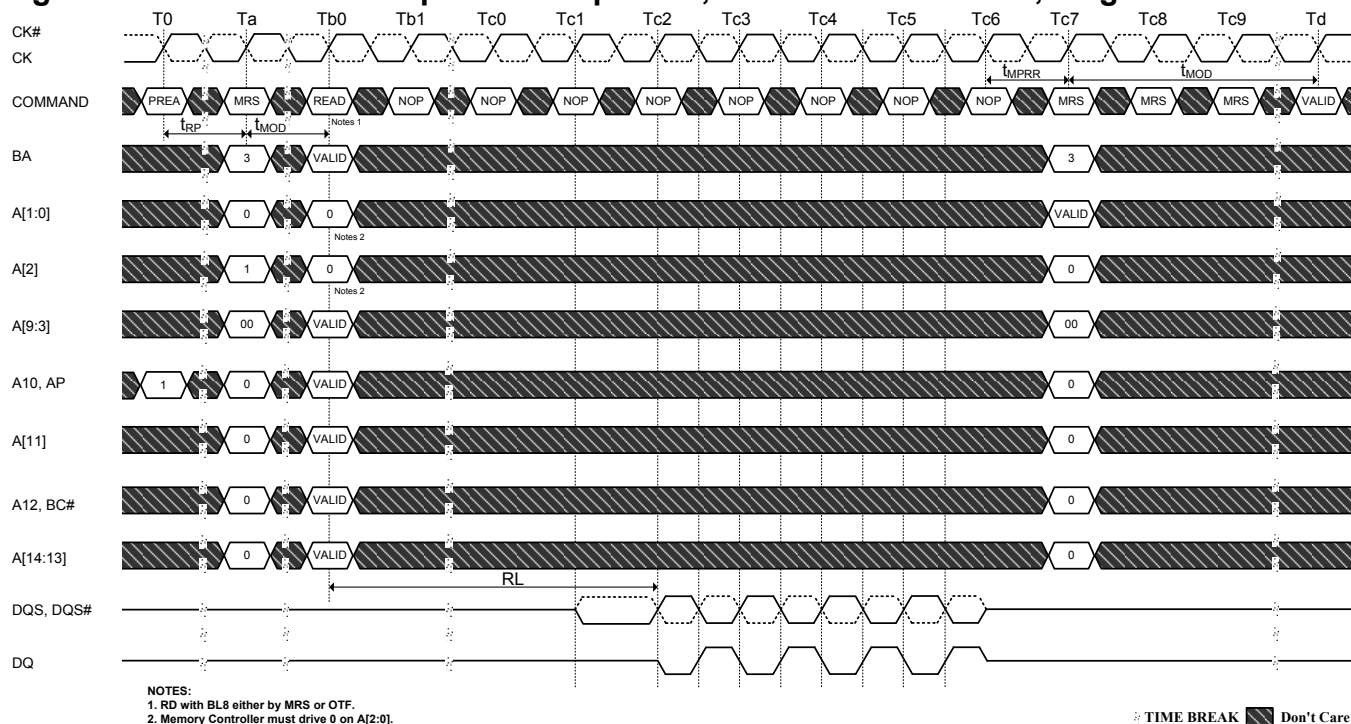 T0 Ta Tb0 Tb1 Tc0 Tc1 Tc2 Tc3 Tc4 Tc5 Tc6 Tc7 Tc8 Tc9 Td
CK#
CK
tMPRR tMOD
COMMAND PREA MRS READ NOP NOP NOP NOP NOP NOP NOP NOP MRS MRS MRS VALID
tRP tMOD Notes 1
BA 3 VALID 3
A[1:0] 0 0 VALID
Notes 2
A[2] 1 0 0
Notes 2
A[9:3] 00 VALID 00
A10, AP 1 0 VALID 0
A[11] 0 VALID 0
A12, BC# 0 VALID 0
A[14:13] 0 VALID 0
RL
DQS, DQS#
DQ
NOTES:
1. RD with BL8 either by MRS or OTF.
2. Memory Controller must drive 0 on A[2:0].
TIME BREAK Don't Care